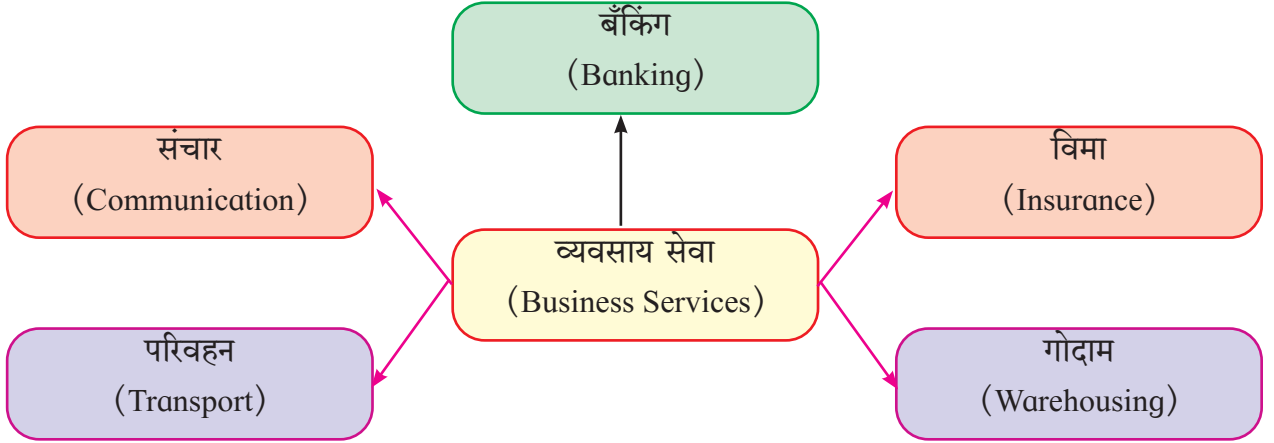 बँकिंग
(Banking)
संचार
(Communication)
विमा
(Insurance)
व्यवसाय सेवा
(Business Services)
परिवहन
(Transport)
गोदाम
(Warehousing)